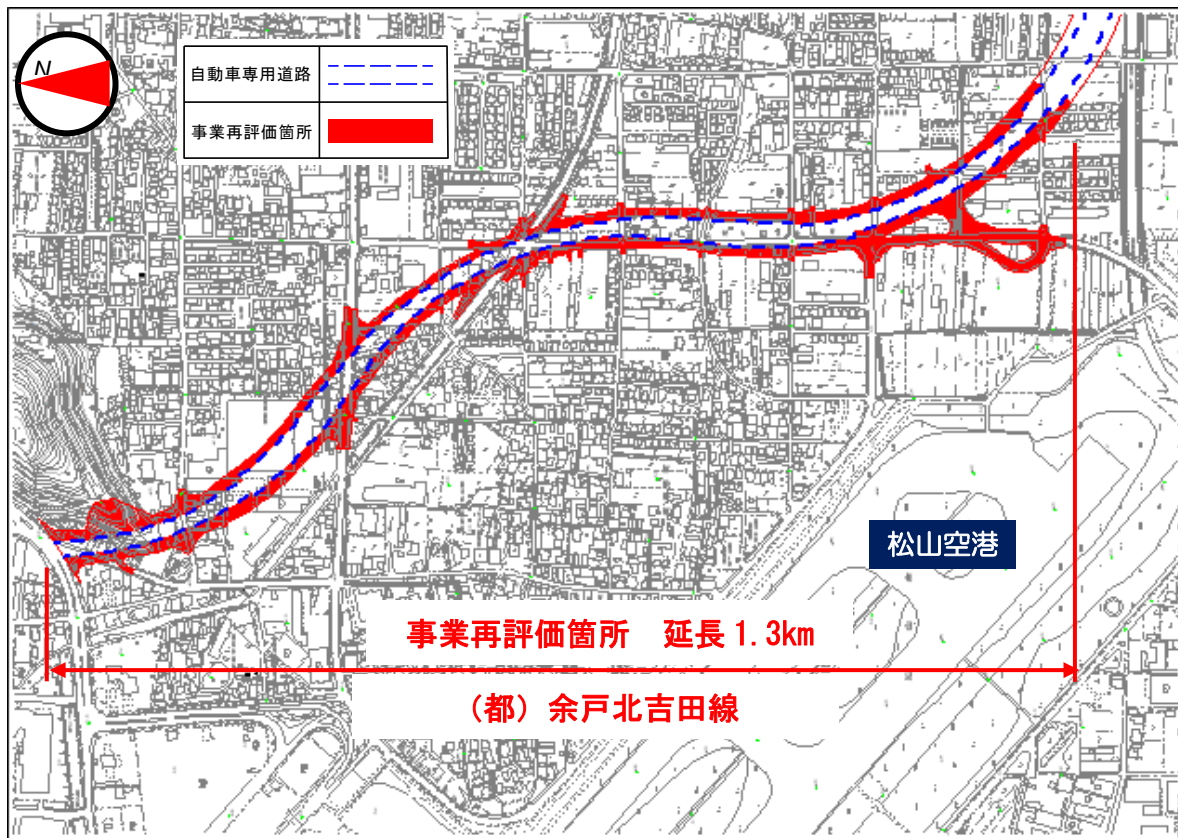 N
自動車専用道路
事業再評価箇所
松山空港
事業再評価箇所　延長 1.3km
（都）余戸北吉田線